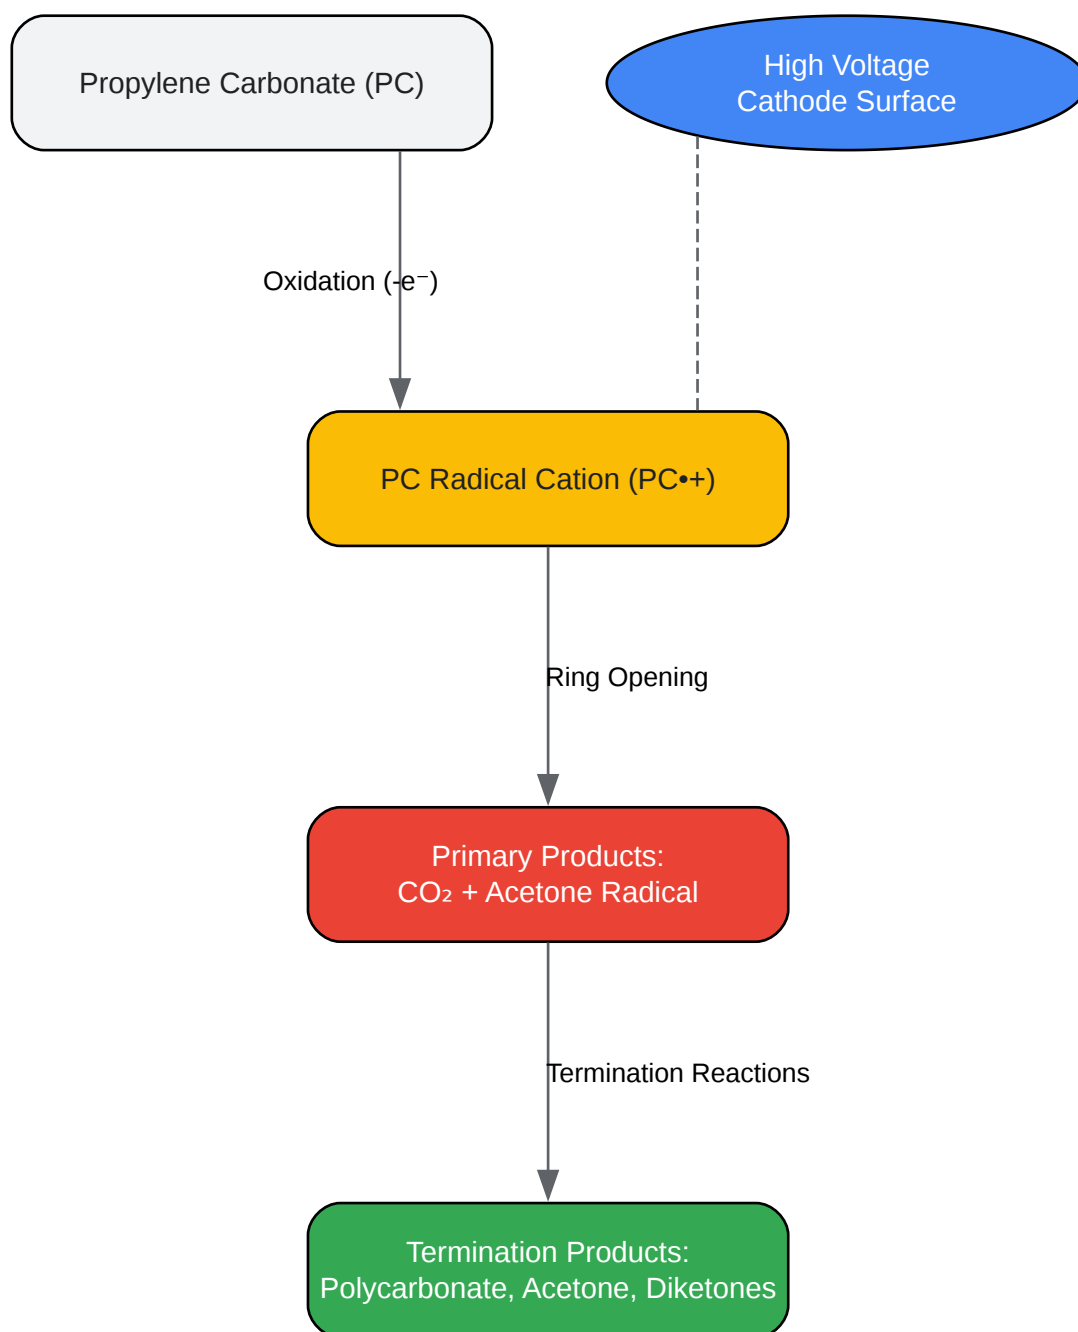 Propylene Carbonate (PC)
High Voltage
Cathode Surface
Oxidation (-e⁻)
PC Radical Cation (PC•+)
Ring Opening
Primary Products:
CO₂ + Acetone Radical
Termination Reactions
Termination Products:
Polycarbonate, Acetone, Diketones